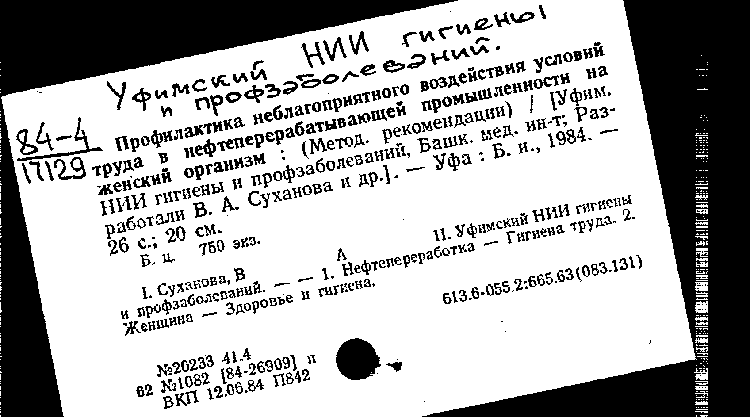 Уфимский НИИ гигиены
и профзаболеваний.
84-4
17129
Профилактика неблагоприятного воздействия условий
труда в нефтеперерабатывающей промышленности на
женский организм : (Метод. рекомендации) / [Уфим.
НИИ гигиены и профзаболеваний, Башк. мед. ин-т; Раз-
работали В. А. Суханова и др.]. — Уфа : Б. и., 1984. —
26 с.; 20 см.
Б. ц. 750 экз.
I. Суханова, В А II. Уфимский НИИ гигиены
и профзаболеваний. — — 1. Нефтепереработка — Гигиена труда. 2.
Женщина — Здоровье и гигиена.
613.6-055.2:665.63(083.131)
№20233 41.4
62 №1082 [84-26909] п
ВКП 12.06.84 П842